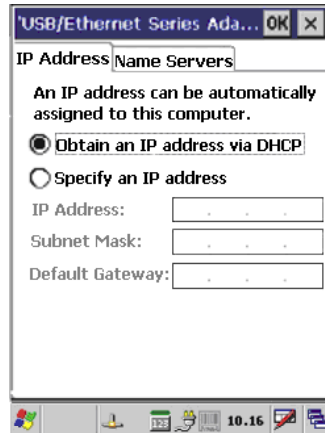 'USB/Ethernet Series Ada... OK ×
IP Address Name Servers
An IP address can be automatically
assigned to this computer.
Obtain an IP address via DHCP
Specify an IP address
IP Address: . . .
Subnet Mask: . . .
Default Gateway: . . .
123 10.16